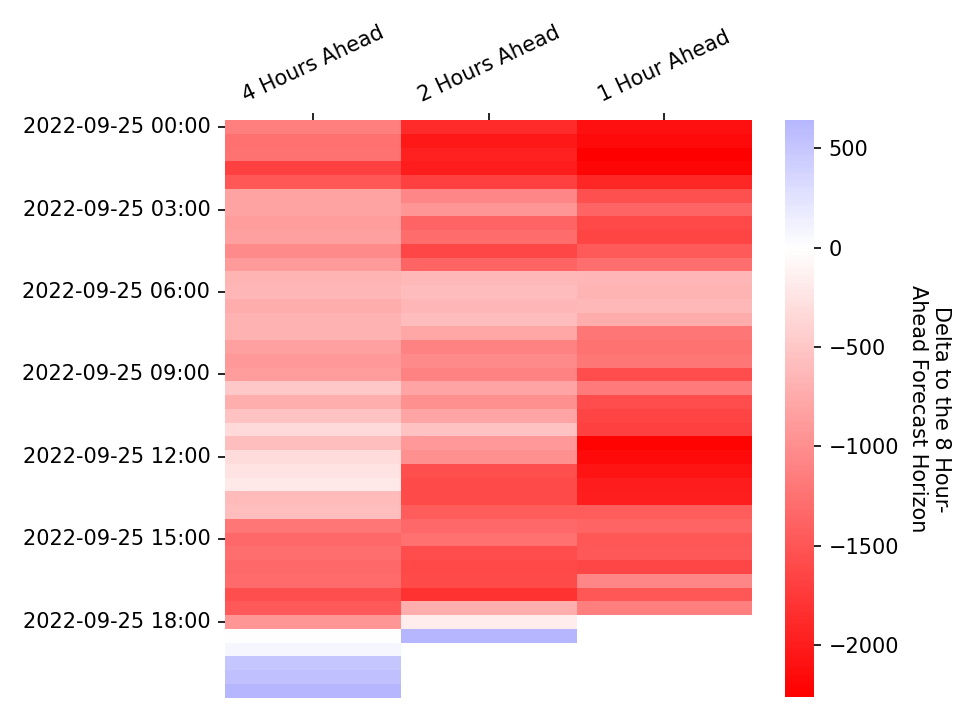 4 Hours Ahead
2 Hours Ahead
1 Hour Ahead
2022-09-25 00:00
2022-09-25 03:00
2022-09-25 06:00
2022-09-25 09:00
2022-09-25 12:00
2022-09-25 15:00
2022-09-25 18:00
500
0
−500
−1000
−1500
−2000
Delta to the 8 Hour-
Ahead Forecast Horizon